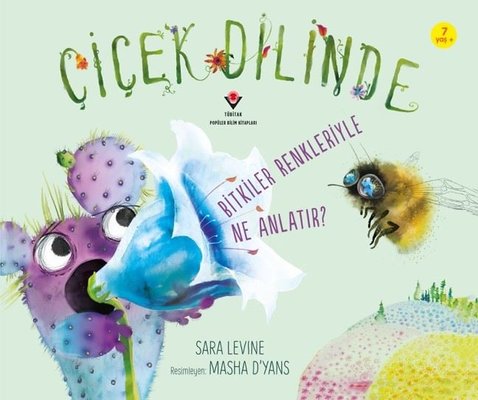 ÇİÇEK DİLİNDE
7
yaş +
TÜBİTAK
POPÜLER BİLİM KİTAPLARI
BİTKİLER RENKLERİYLE
NE ANLATIR?
SARA LEVINE
Resimleyen: MASHA D'YANS